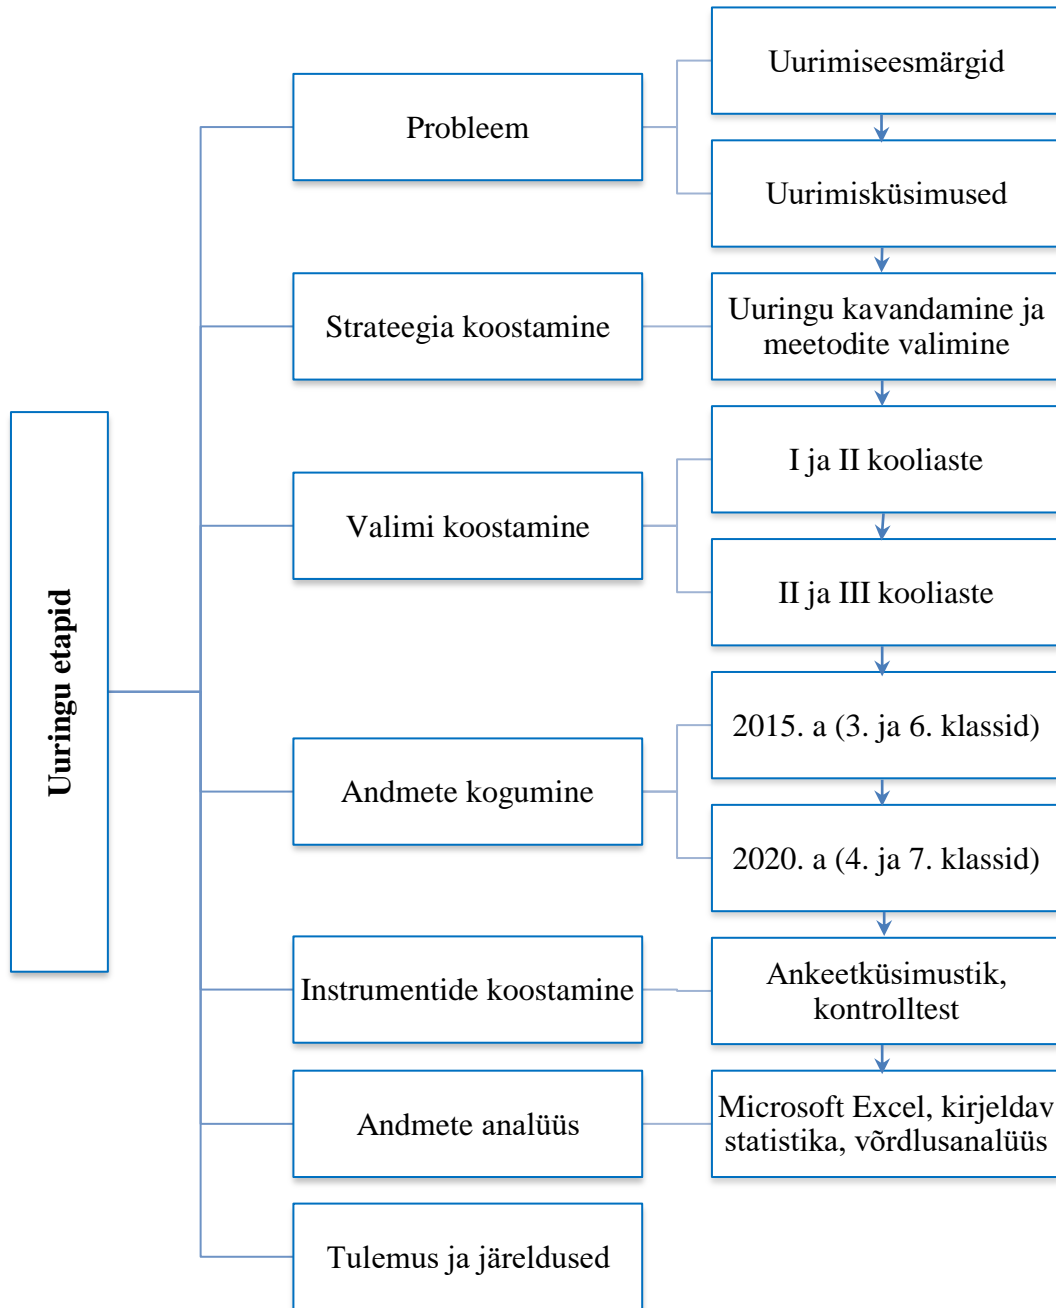 Uuringu etapid
Probleem
Uurimiseesmärgid
Uurimisküsimused
Strateegia koostamine
Uuringu kavandamine ja
meetodite valimine
Valimi koostamine
I ja II kooliaste
II ja III kooliaste
Andmete kogumine
2015. a (3. ja 6. klassid)
2020. a (4. ja 7. klassid)
Instrumentide koostamine
Ankeetküsimustik,
kontrolltest
Andmete analüüs
Microsoft Excel, kirjeldav
statistika, võrdlusanalüüs
Tulemus ja järeldused